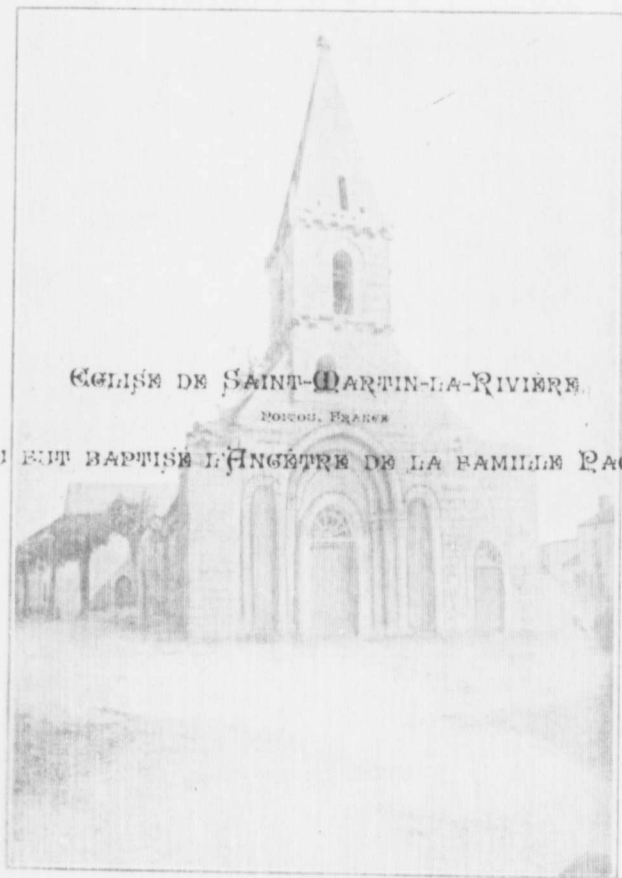 EGLISE DE SAINT-MARTIN-LA-RIVIÈRE,
POITOU, FRANCE
FUT BAPTISÉ L'ANCÊTRE DE LA FAMILLE